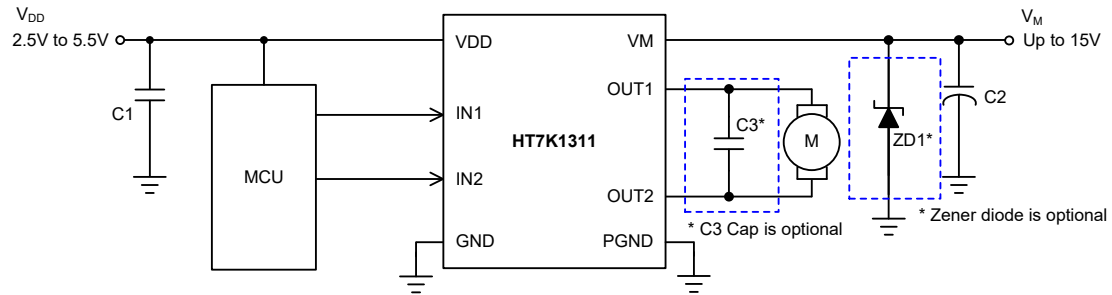 VDD
2.5V to 5.5V
C1
MCU
VDD
IN1
IN2
GND
HT7K1311
VM
OUT1
OUT2
PGND
C3*
M
* C3 Cap is optional
ZD1*
* Zener diode is optional
C2
VM
Up to 15V